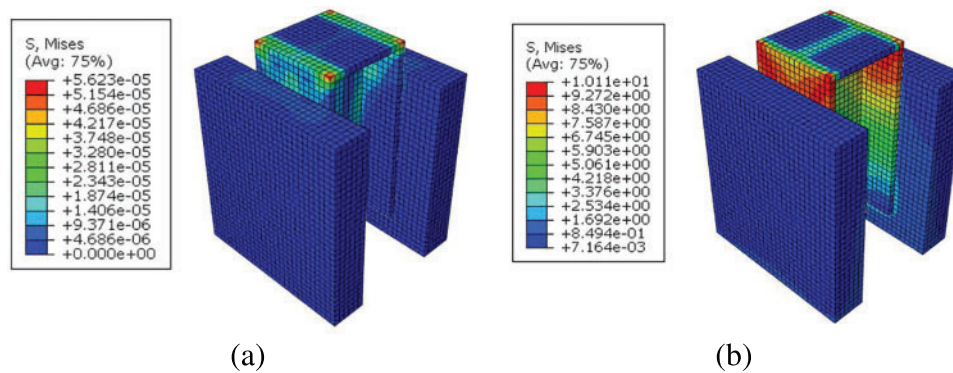 S, Mises
(Avg: 75%)
+5.623e-05
+5.154e-05
+4.686e-05
+4.217e-05
+3.748e-05
+3.280e-05
+2.811e-05
+2.343e-05
+1.874e-05
+1.406e-05
+9.371e-06
+4.686e-06
+0.000e+00
(a)
S, Mises
(Avg: 75%)
+1.011e+01
+9.272e+00
+8.430e+00
+7.587e+00
+6.745e+00
+5.903e+00
+5.061e+00
+4.218e+00
+3.376e+00
+2.534e+00
+1.692e+00
+8.494e-01
+7.164e-03
(b)